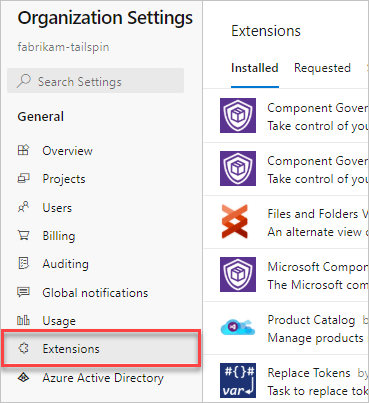 Organization Settings
fabrikam-tailspin
Search Settings
General
Overview
Projects
Users
Billing
Auditing
Global notifications
Usage
Extensions
Azure Active Directory
Extensions
Installed Requested
Component Gover
Take control of you
Component Gover
Take control of you
Files and Folders V
An alternate view o
Microsoft Compon
The Microsoft com
Product Catalog by
Manage products
#{}# var
Replace Tokens by
Task to replace tok